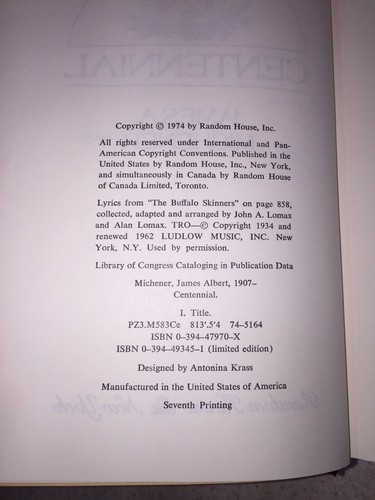 Copyright © 1974 by Random House, Inc.
All rights reserved under International and Pan-
American Copyright Conventions. Published in the
United States by Random House, Inc., New York,
and simultaneously in Canada by Random House
of Canada Limited, Toronto.
Lyrics from "The Buffalo Skinners" on page 858,
collected, adapted and arranged by John A. Lomax
and Alan Lomax. TRO—© Copyright 1934 and
renewed 1962 LUDLOW MUSIC, INC. New
York, N.Y. Used by permission.
Library of Congress Cataloging in Publication Data
Michener, James Albert, 1907–
Centennial.
I. Title.
PZ3.M583Ce 813'.5'4 74-5164
ISBN 0-394-47970-X
ISBN 0-394-49345-1 (limited edition)
Designed by Antonina Krass
Manufactured in the United States of America
Seventh Printing